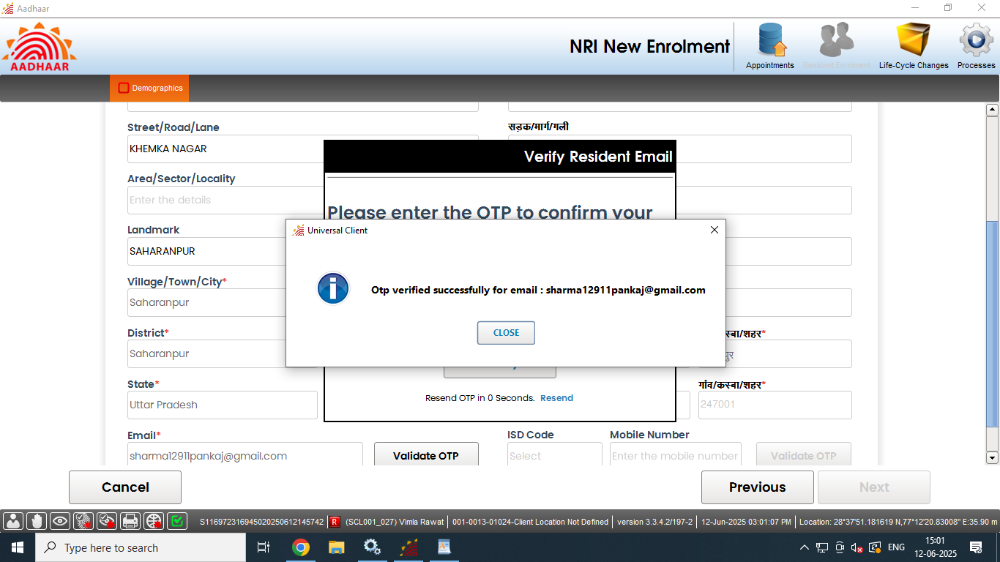 Aadhaar
AADHAAR
NRI New Enrolment
Appointments
Resident Enrolment
Life-Cycle Changes
Processes
Demographics
Street/Road/Lane
सड़क/मार्ग/गली
KHEMKA NAGAR
Verify Resident Email
Area/Sector/Locality
Enter the details
Please enter the OTP to confirm your
Landmark
SAHARANPUR
Universal Client
Otp verified successfully for email : sharma12911pankaj@gmail.com
CLOSE
Village/Town/City*
Saharanpur
District*
Saharanpur
State*
गांव/कस्बा/शहर*
Uttar Pradesh
247001
Resend OTP in 0 Seconds. Resend
Email*
ISD Code
Mobile Number
sharma12911pankaj@gmail.com
Validate OTP
Select
Enter the mobile number
Validate OTP
Cancel
Previous
Next
S116972316945020250612145742
R
(SCL001_027) Vimla Rawat
001-0013-01024-Client Location Not Defined
version 3.3.4.2/197-2
12-Jun-2025 03:01:07 PM
Location: 28°37'51.181619 N,77°12'20.83008" E:35.90 m
Type here to search
ENG
15:01
12-06-2025